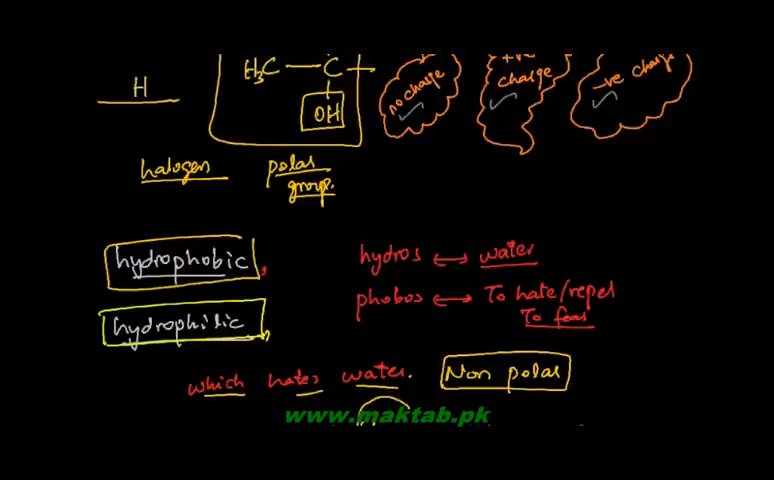 H
H3C — C —
OH
no charge
+ve charge
-ve charge
halogen
polar group.
hydrophobic,
hydros ↔ water
phobos ↔ To hate/repel
To fear
hydrophilic,
which hates water. Non polar
www.maktab.pk